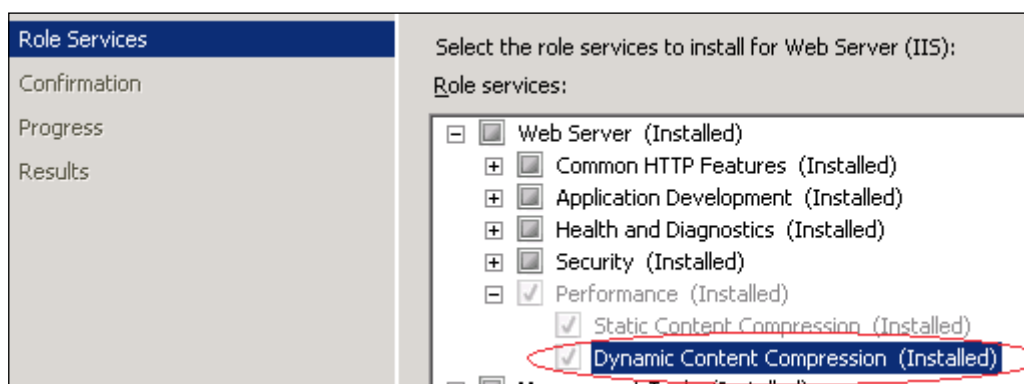 Role Services
Confirmation
Progress
Results
Select the role services to install for Web Server (IIS):
Role services:
Web Server (Installed)
Common HTTP Features (Installed)
Application Development (Installed)
Health and Diagnostics (Installed)
Security (Installed)
Performance (Installed)
Static Content Compression (Installed)
Dynamic Content Compression (Installed)